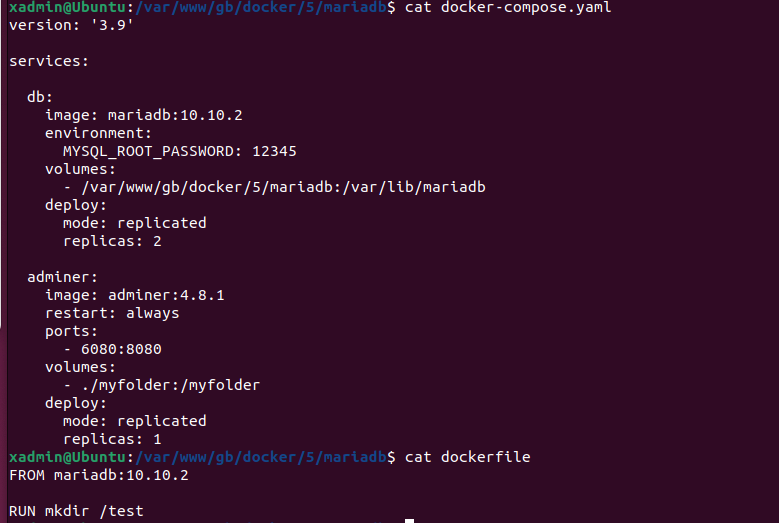 xadmin@Ubuntu:/var/www/gb/docker/5/mariadb$ cat docker-compose.yaml
version: '3.9'

services:

  db:
    image: mariadb:10.10.2
    environment:
      MYSQL_ROOT_PASSWORD: 12345
    volumes:
      - /var/www/gb/docker/5/mariadb:/var/lib/mariadb
    deploy:
      mode: replicated
      replicas: 2

  adminer:
    image: adminer:4.8.1
    restart: always
    ports:
      - 6080:8080
    volumes:
      - ./myfolder:/myfolder
    deploy:
      mode: replicated
      replicas: 1
xadmin@Ubuntu:/var/www/gb/docker/5/mariadb$ cat dockerfile
FROM mariadb:10.10.2

RUN mkdir /test